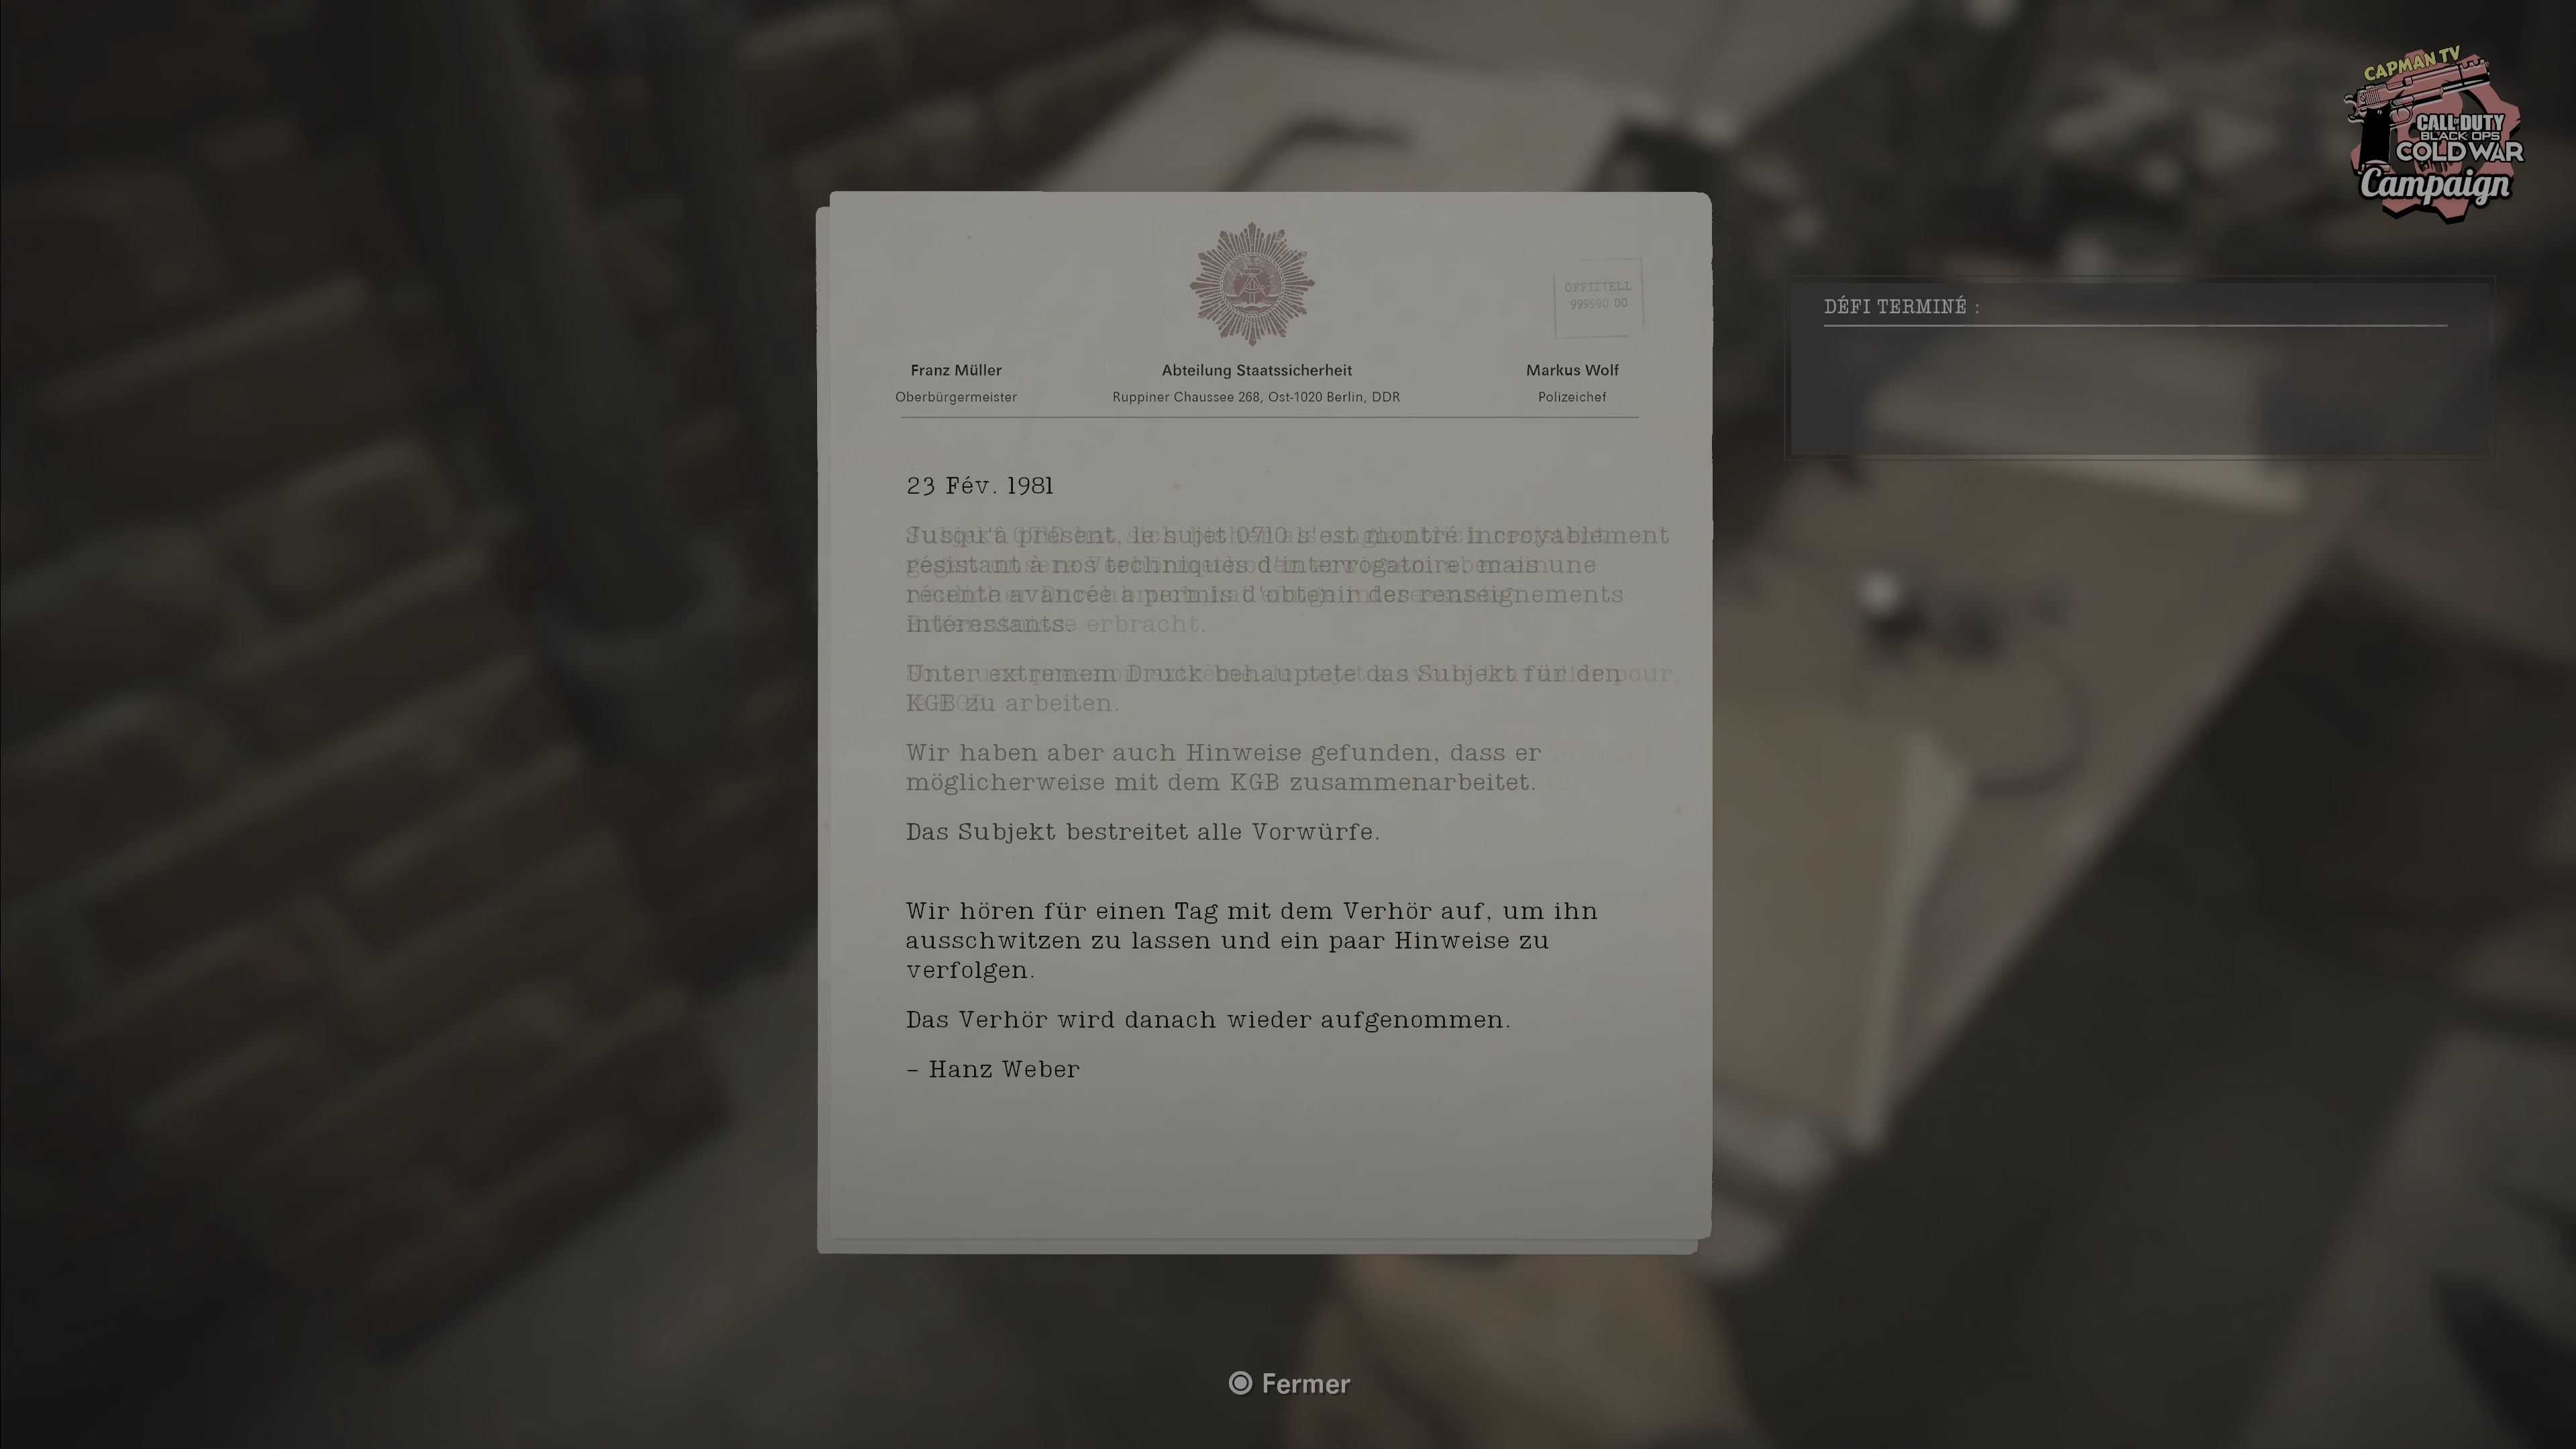 CAPMAN TV
CALL OF DUTY
BLACK OPS
COLD WAR
Campaign
OFFIZIELL
999590 00
Franz Müller
Oberbürgermeister
Abteilung Staatssicherheit
Ruppiner Chaussee 268, Ost-1020 Berlin, DDR
Markus Wolf
Polizeichef
DÉFI TERMINÉ :
23 Fév. 1981
Jusqu'à présent, le sujet 0710 s'est montré incroyablement
résistant à nos techniques d'interrogatoire, mais une
récente avancée a permis d'obtenir des renseignements
intéressants. erbracht.
Unter extremem Druck behauptete das Subjekt für den pour
KGB zu arbeiten.
Wir haben aber auch Hinweise gefunden, dass er
möglicherweise mit dem KGB zusammenarbeitet.
Das Subjekt bestreitet alle Vorwürfe.
Wir hören für einen Tag mit dem Verhör auf, um ihn
ausschwitzen zu lassen und ein paar Hinweise zu
verfolgen.
Das Verhör wird danach wieder aufgenommen.
– Hanz Weber
Fermer